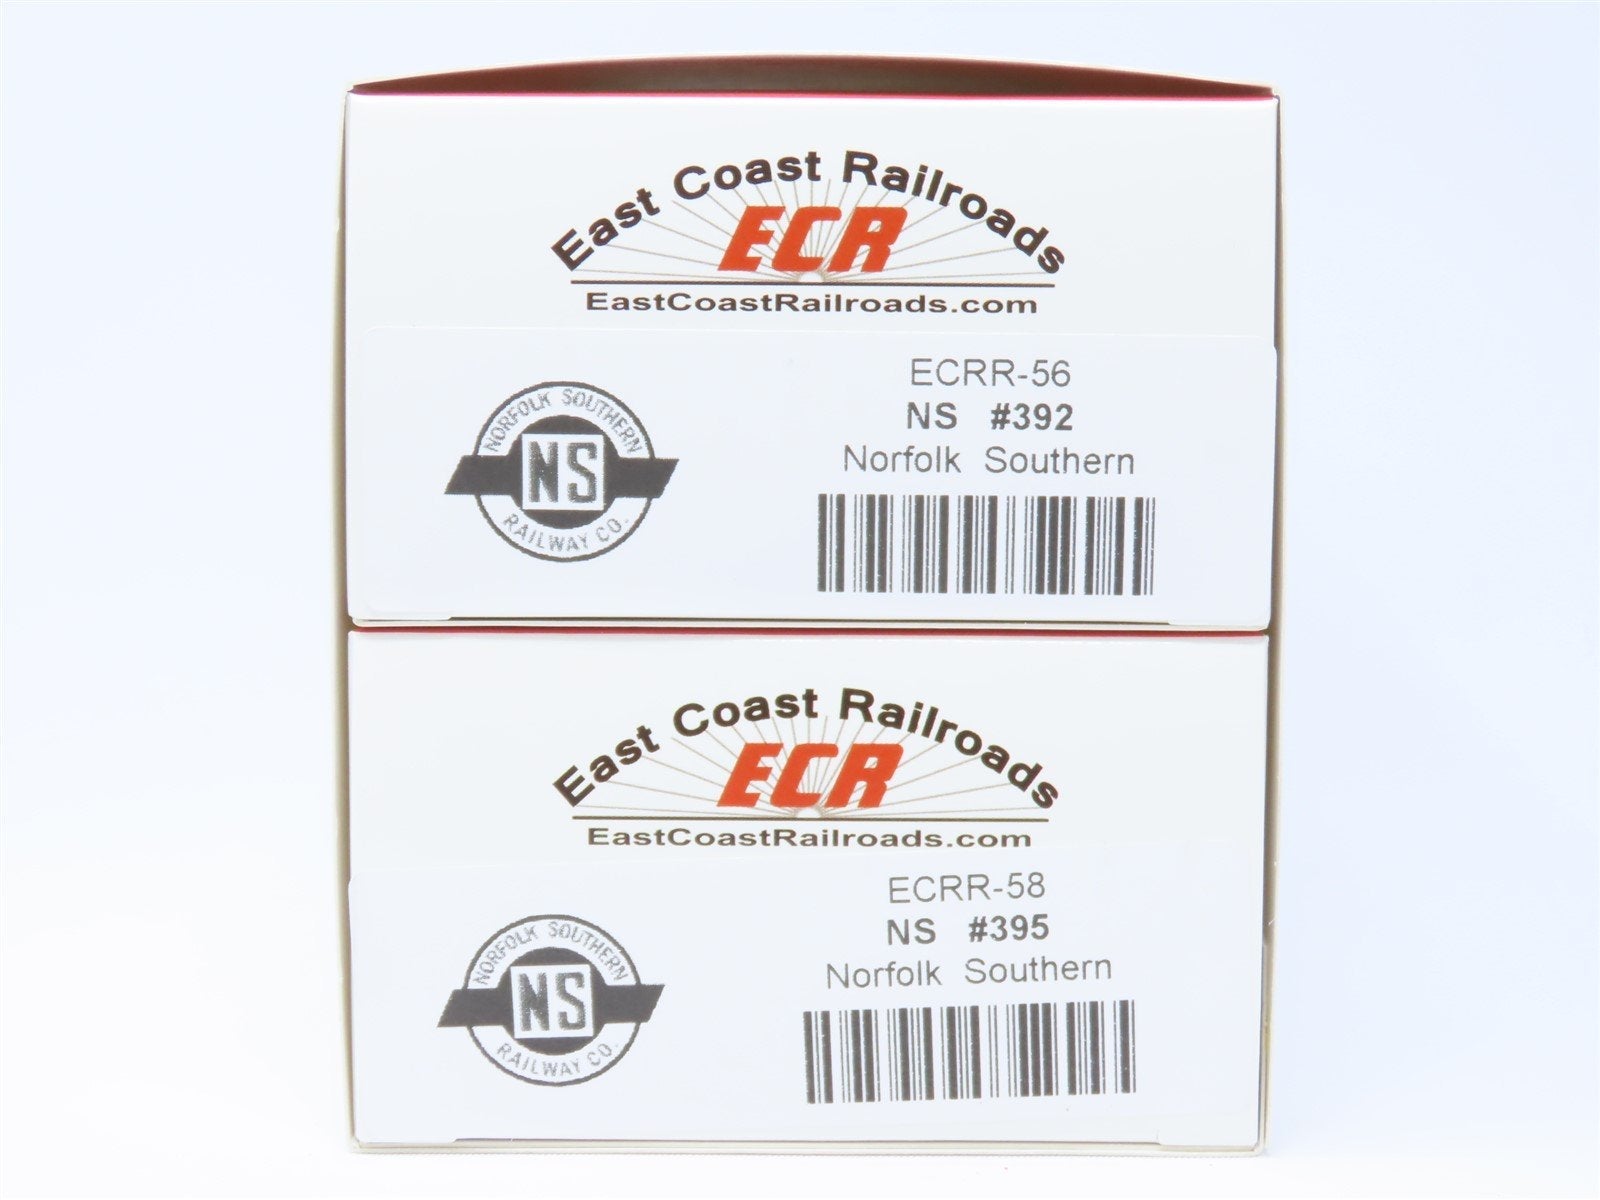 East Coast Railroads
ECR
EastCoastRailroads.com
ECRR-56
NS #392
Norfolk Southern
NORFOLK SOUTHERN
NS
RAILWAY CO.
East Coast Railroads
ECR
EastCoastRailroads.com
ECRR-58
NS #395
Norfolk Southern
NORFOLK SOUTHERN
NS
RAILWAY CO.